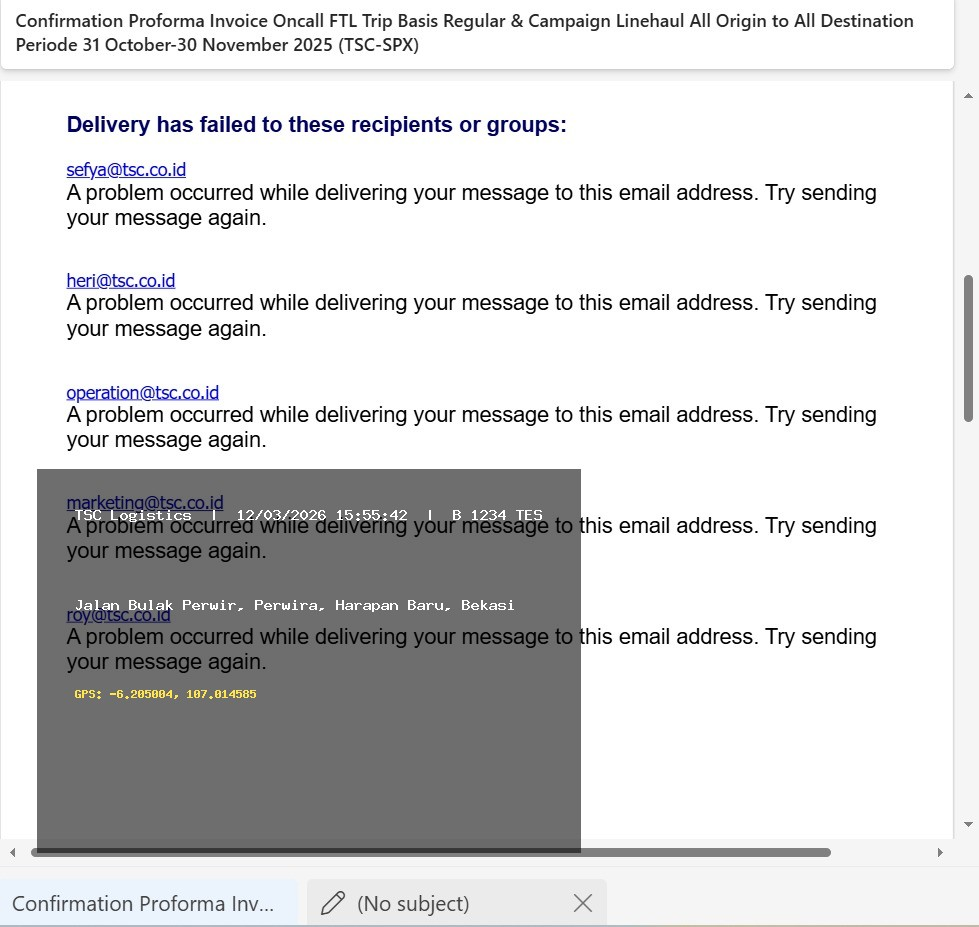 Confirmation Proforma Invoice Oncall FTL Trip Basis Regular & Campaign Linehaul All Origin to All Destination
Periode 31 October-30 November 2025 (TSC-SPX)
Delivery has failed to these recipients or groups:
sefya@tsc.co.id
A problem occurred while delivering your message to this email address. Try sending
your message again.
heri@tsc.co.id
A problem occurred while delivering your message to this email address. Try sending
your message again.
operation@tsc.co.id
A problem occurred while delivering your message to this email address. Try sending
your message again.
marketing@tsc.co.id
TSC Logistics | 12/03/2026 15:55:42 | B 1234 TES
A problem occurred while delivering your message to this email address. Try sending
your message again.
Jalan Bulak Perwir, Perwira, Harapan Baru, Bekasi
roy@tsc.co.id
A problem occurred while delivering your message to this email address. Try sending
your message again.
GPS: -6.205004, 107.014585
Confirmation Proforma Inv...
(No subject)